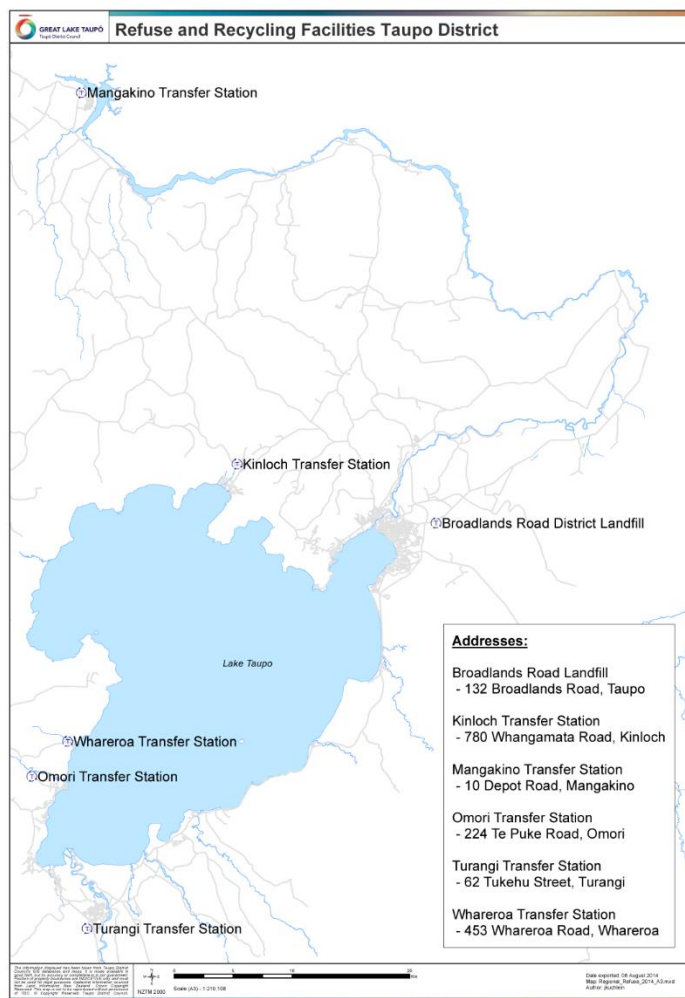 GREAT LAKE TAUPŌ
Taupō District Council
Refuse and Recycling Facilities Taupo District
Mangakino Transfer Station
Kinloch Transfer Station
Broadlands Road District Landfill
Lake Taupo
Whareroa Transfer Station
Omori Transfer Station
Turangi Transfer Station
Addresses:
Broadlands Road Landfill
- 132 Broadlands Road, Taupo
Kinloch Transfer Station
- 780 Whangamata Road, Kinloch
Mangakino Transfer Station
- 10 Depot Road, Mangakino
Omori Transfer Station
- 224 Te Puke Road, Omori
Turangi Transfer Station
- 62 Tukehu Street, Turangi
Whareroa Transfer Station
- 453 Whareroa Road, Whareroa
NZTM 2000
Date exported: 08 August 2014
Map: Regional_Refuse_2014_A3.mxd